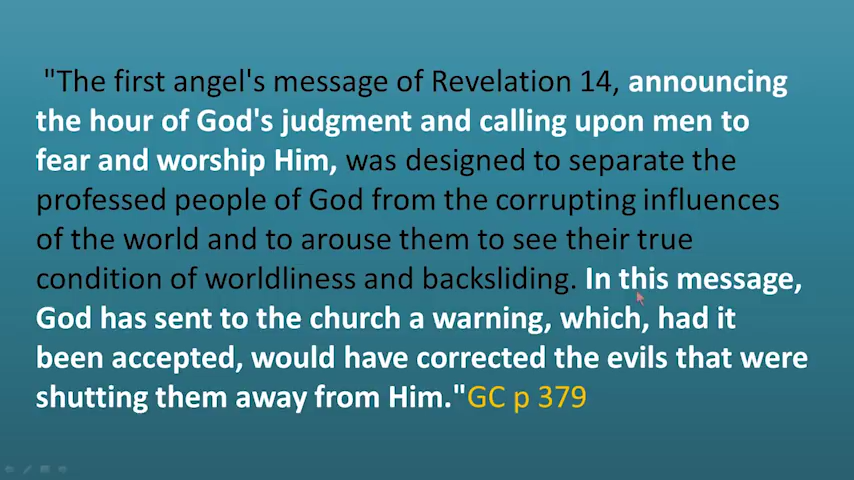 "The first angel's message of Revelation 14, announcing
the hour of God's judgment and calling upon men to
fear and worship Him, was designed to separate the
professed people of God from the corrupting influences
of the world and to arouse them to see their true
condition of worldliness and backsliding. In this message,
God has sent to the church a warning, which, had it
been accepted, would have corrected the evils that were
shutting them away from Him."GC p 379